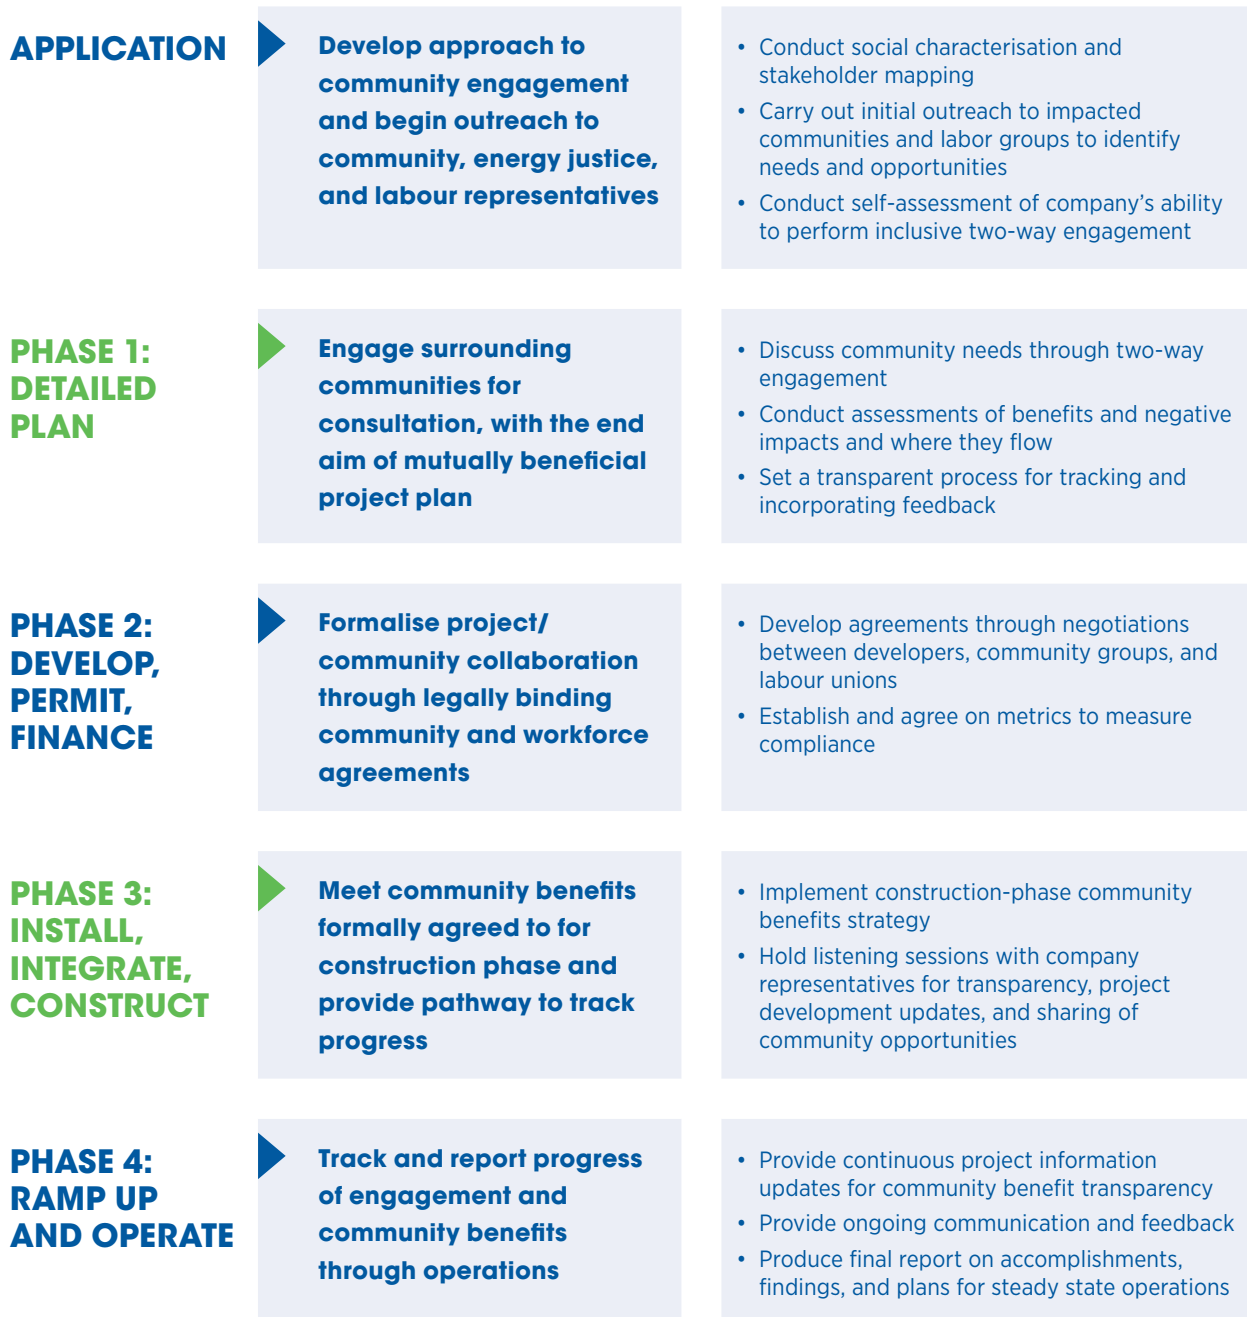 APPLICATION
Develop approach to
community engagement
and begin outreach to
community, energy justice,
and labour representatives
• Conduct social characterisation and
stakeholder mapping
• Carry out initial outreach to impacted
communities and labor groups to identify
needs and opportunities
• Conduct self-assessment of company’s ability
to perform inclusive two-way engagement
PHASE 1:
DETAILED
PLAN
Engage surrounding
communities for
consultation, with the end
aim of mutually beneficial
project plan
• Discuss community needs through two-way
engagement
• Conduct assessments of benefits and negative
impacts and where they flow
• Set a transparent process for tracking and
incorporating feedback
PHASE 2:
DEVELOP,
PERMIT,
FINANCE
Formalise project/
community collaboration
through legally binding
community and workforce
agreements
• Develop agreements through negotiations
between developers, community groups, and
labour unions
• Establish and agree on metrics to measure
compliance
PHASE 3:
INSTALL,
INTEGRATE,
CONSTRUCT
Meet community benefits
formally agreed to for
construction phase and
provide pathway to track
progress
• Implement construction-phase community
benefits strategy
• Hold listening sessions with company
representatives for transparency, project
development updates, and sharing of
community opportunities
PHASE 4:
RAMP UP
AND OPERATE
Track and report progress
of engagement and
community benefits
through operations
• Provide continuous project information
updates for community benefit transparency
• Provide ongoing communication and feedback
• Produce final report on accomplishments,
findings, and plans for steady state operations